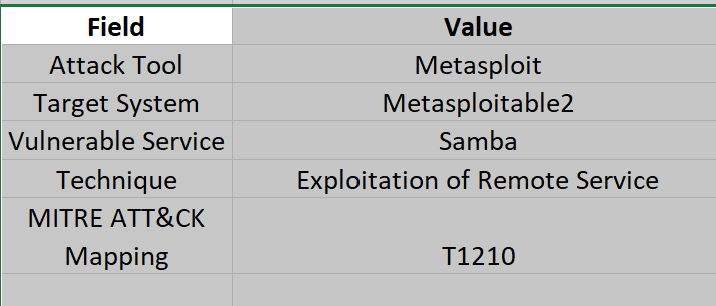 Field Value
Attack Tool Metasploit
Target System Metasploitable2
Vulnerable Service Samba
Technique Exploitation of Remote Service
MITRE ATT&CK
Mapping T1210